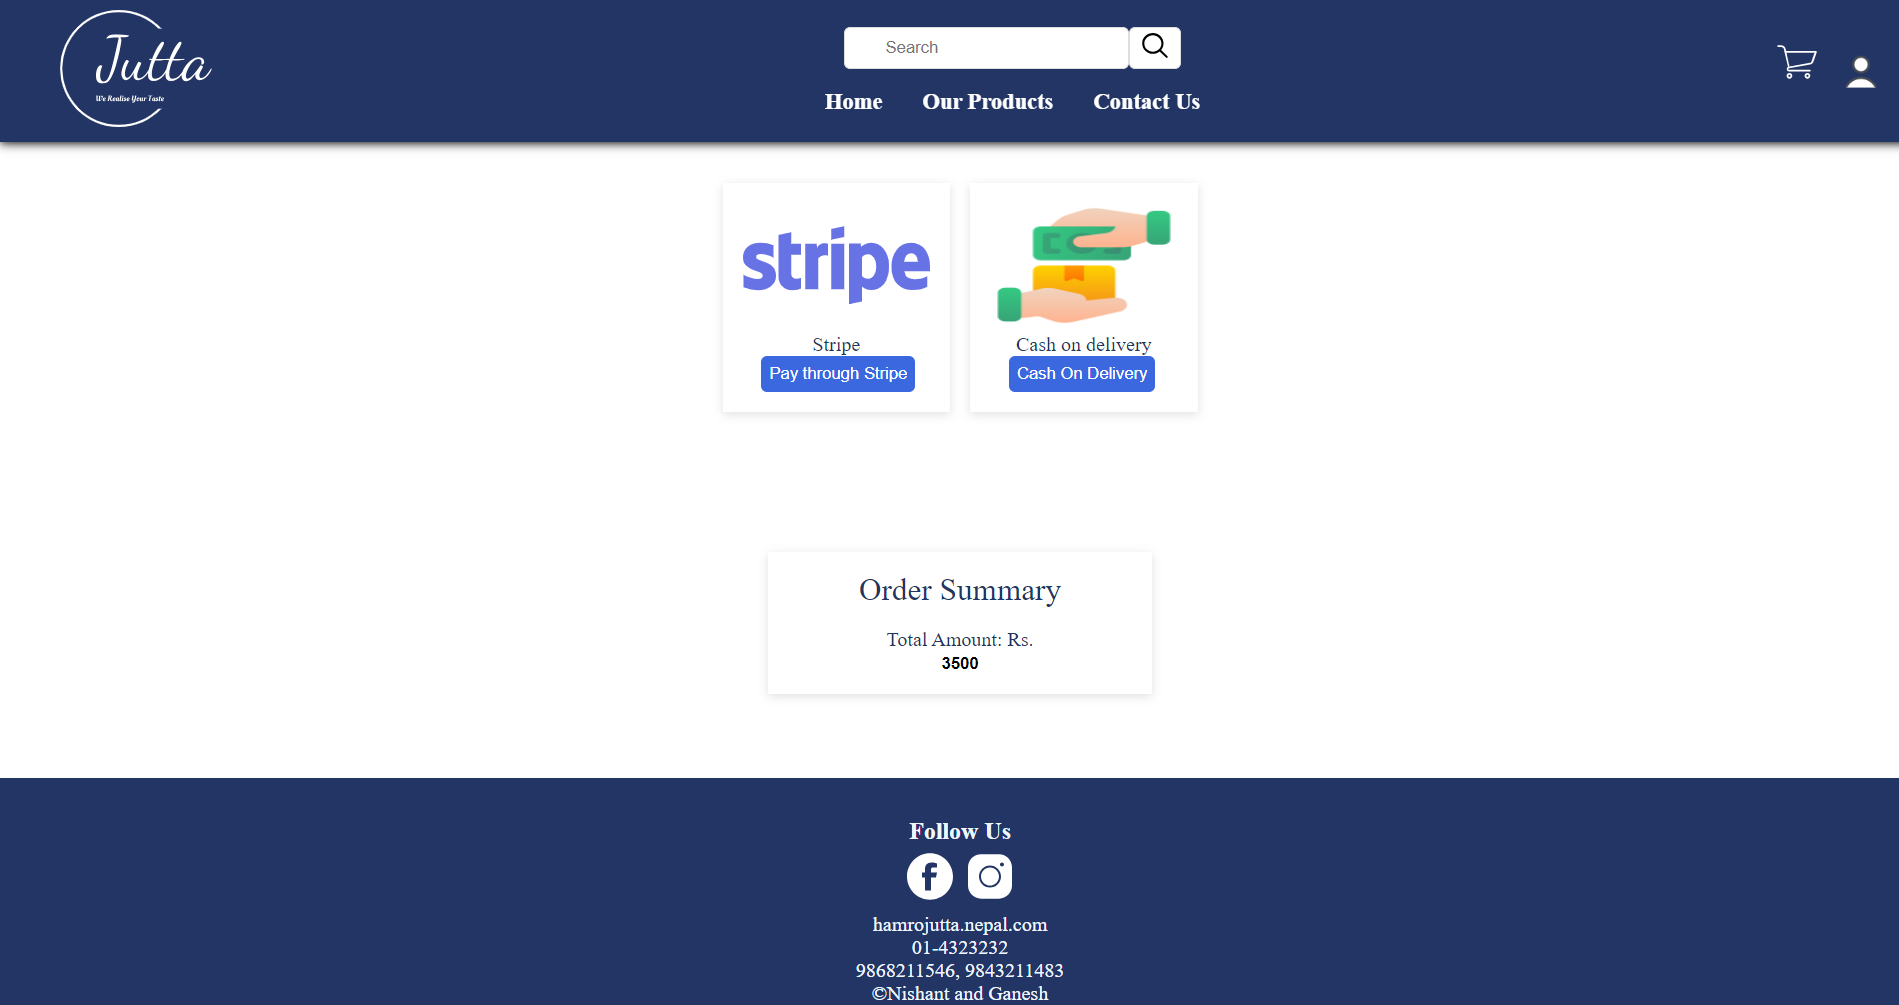 Jutta
We Realise Your Taste
Search
Home Our Products Contact Us
stripe
Stripe
Pay through Stripe
Cash on delivery
Cash On Delivery
Order Summary
Total Amount: Rs.
3500
Follow Us
hamrojutta.nepal.com
01-4323232
9868211546, 9843211483
©Nishant and Ganesh